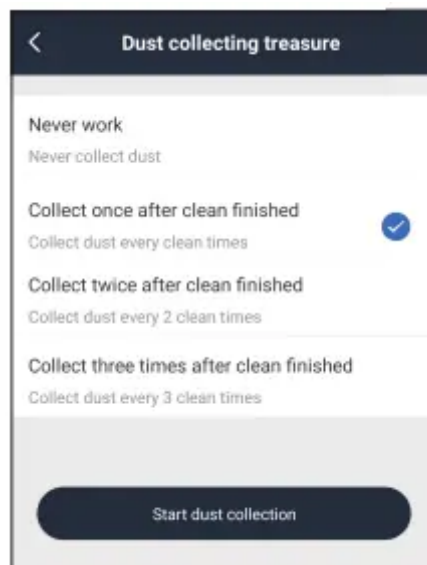 Dust collecting treasure
Never work
Never collect dust
Collect once after clean finished
Collect dust every clean times
Collect twice after clean finished
Collect dust every 2 clean times
Collect three times after clean finished
Collect dust every 3 clean times
Start dust collection